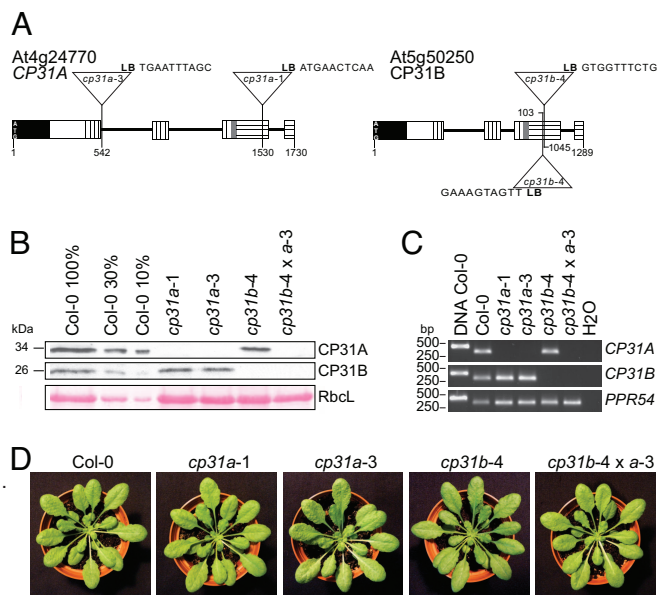 A
At4g24770
CP31A
LB TGAATTTAGC
cp31a-3
LB ATGAACTCAA
cp31a-1
ATG
1
542
1530
1730
At5g50250
CP31B
LB GTGGTTTCTG
cp31b-4
103
ATG
1
1045
1289
cp31b-4
GAAAGTAGTT LB
B
Col-0 100%
Col-0 30%
Col-0 10%
cp31a-1
cp31a-3
cp31b-4
cp31b-4 x a-3
kDa
34
CP31A
26
CP31B
RbcL
C
DNA Col-0
Col-0
cp31a-1
cp31a-3
cp31b-4
cp31b-4 x a-3
H2O
bp
500
250
CP31A
500
250
CP31B
500
250
PPR54
D
Col-0
cp31a-1
cp31a-3
cp31b-4
cp31b-4 x a-3